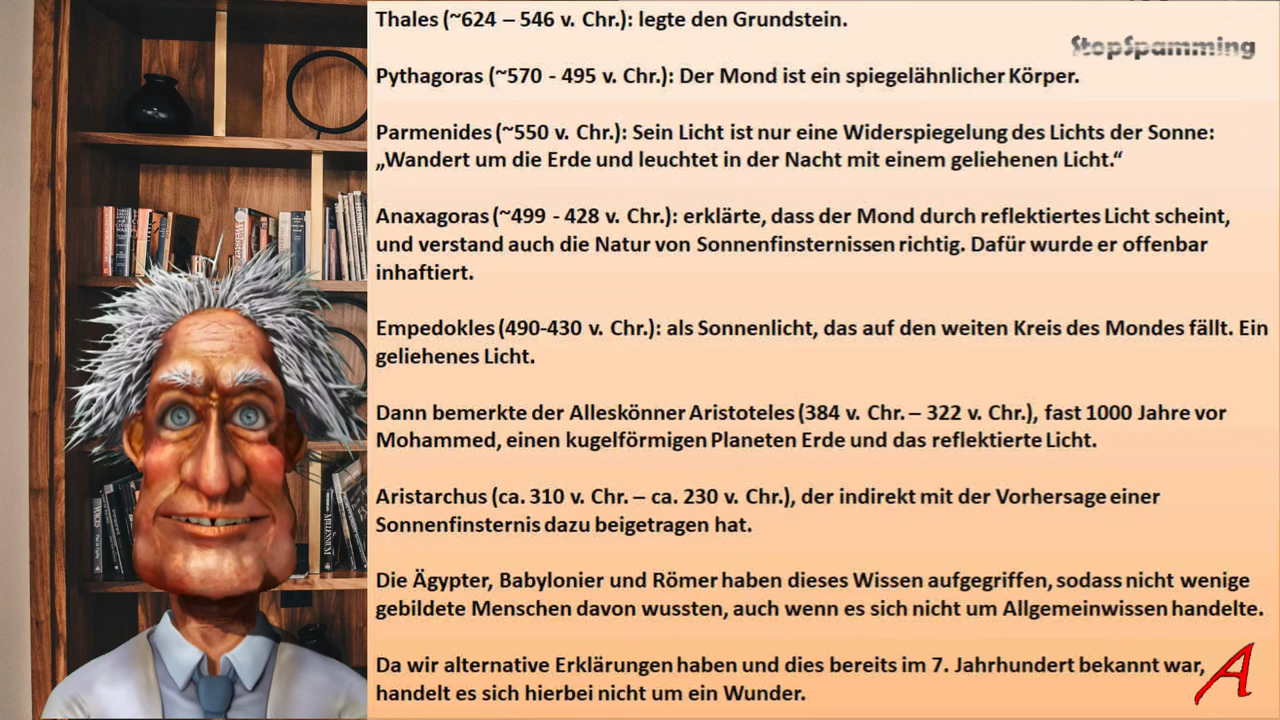 Thales (~624 – 546 v. Chr.): legte den Grundstein.
StopSpamming
Pythagoras (~570 - 495 v. Chr.): Der Mond ist ein spiegelähnlicher Körper.
Parmenides (~550 v. Chr.): Sein Licht ist nur eine Widerspiegelung des Lichts der Sonne:
„Wandert um die Erde und leuchtet in der Nacht mit einem geliehenen Licht.“
Anaxagoras (~499 - 428 v. Chr.): erklärte, dass der Mond durch reflektiertes Licht scheint,
und verstand auch die Natur von Sonnenfinsternissen richtig. Dafür wurde er offenbar
inhaftiert.
Empedokles (490-430 v. Chr.): als Sonnenlicht, das auf den weiten Kreis des Mondes fällt. Ein
geliehenes Licht.
Dann bemerkte der Alleskönner Aristoteles (384 v. Chr. – 322 v. Chr.), fast 1000 Jahre vor
Mohammed, einen kugelförmigen Planeten Erde und das reflektierte Licht.
Aristarchus (ca. 310 v. Chr. – ca. 230 v. Chr.), der indirekt mit der Vorhersage einer
Sonnenfinsternis dazu beigetragen hat.
Die Ägypter, Babylonier und Römer haben dieses Wissen aufgegriffen, sodass nicht wenige
gebildete Menschen davon wussten, auch wenn es sich nicht um Allgemeinwissen handelte.
Da wir alternative Erklärungen haben und dies bereits im 7. Jahrhundert bekannt war,
handelt es sich hierbei nicht um ein Wunder.
A